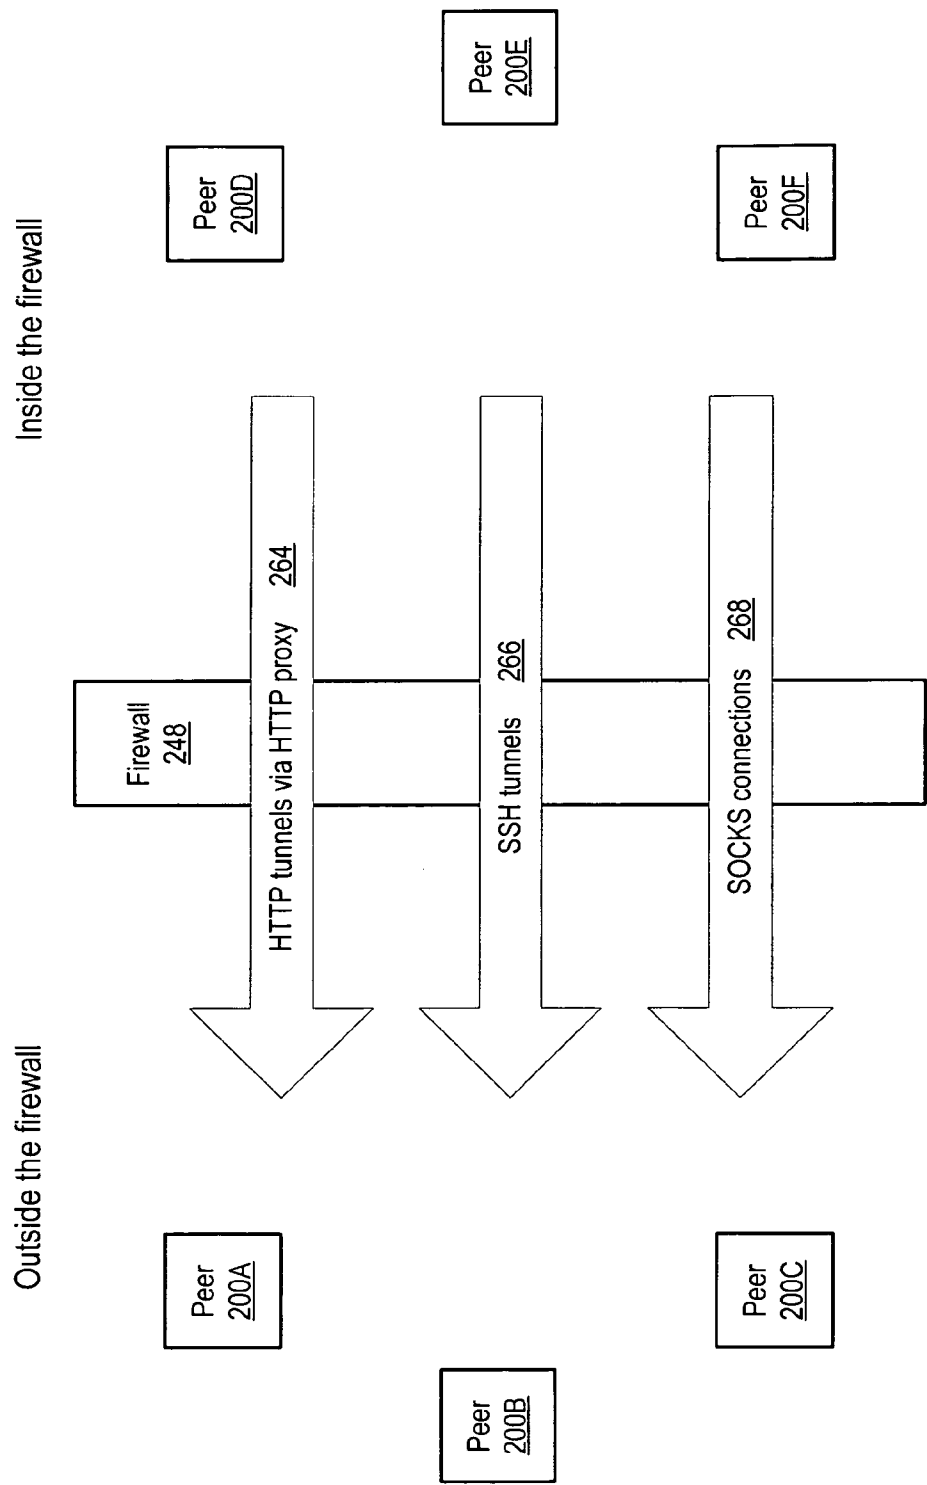 Outside the firewall
Inside the firewall
Firewall
248
Peer
200A
HTTP tunnels via HTTP proxy 264
Peer
200D
Peer
200B
SSH tunnels 266
Peer
200E
Peer
200C
SOCKS connections 268
Peer
200F